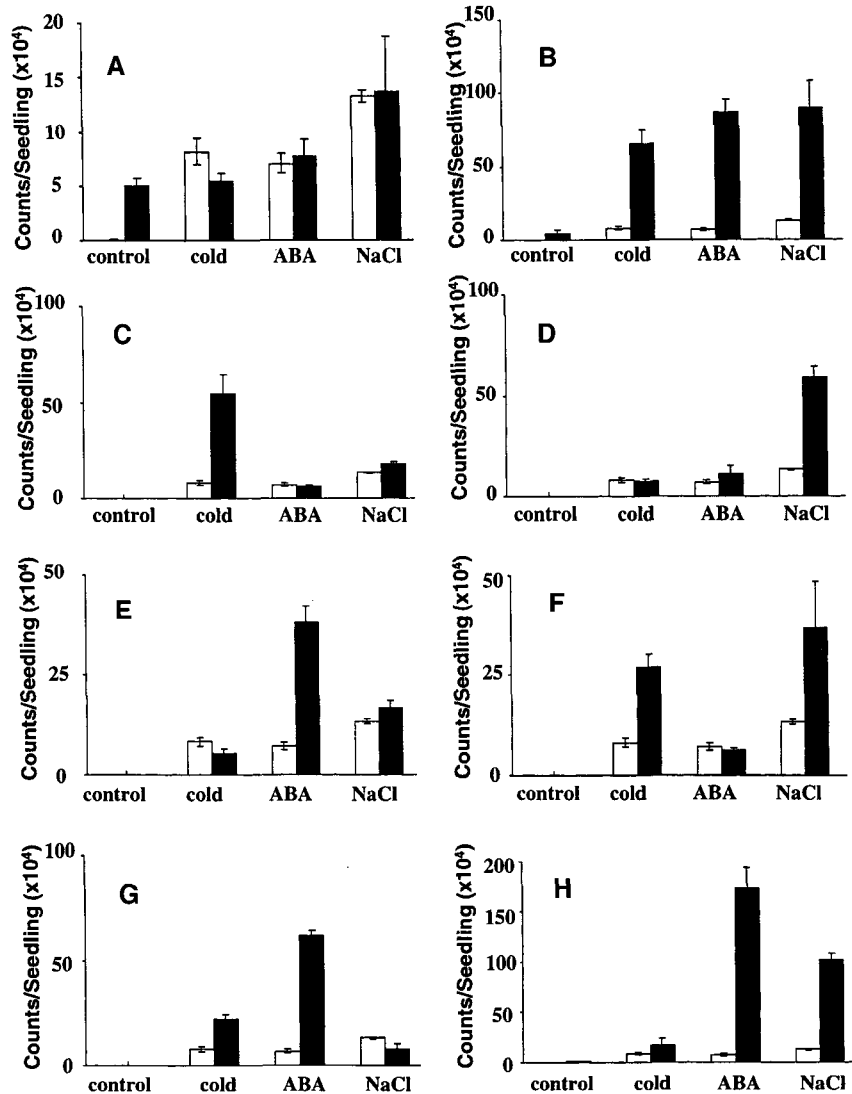 Counts/Seedling (x10⁴)
20
15
10
5
0
A
control cold ABA NaCl
Counts/Seedling (x10⁴)
150
100
50
0
B
control cold ABA NaCl
Counts/Seedling (x10⁴)
100
50
0
C
control cold ABA NaCl
Counts/Seedling (x10⁴)
100
50
0
D
control cold ABA NaCl
Counts/Seedling (x10⁴)
50
25
0
E
control cold ABA NaCl
Counts/Seedling (x10⁴)
50
25
0
F
control cold ABA NaCl
Counts/Seedling (x10⁴)
100
50
0
G
control cold ABA NaCl
Counts/Seedling (x10⁴)
200
150
100
50
0
H
control cold ABA NaCl